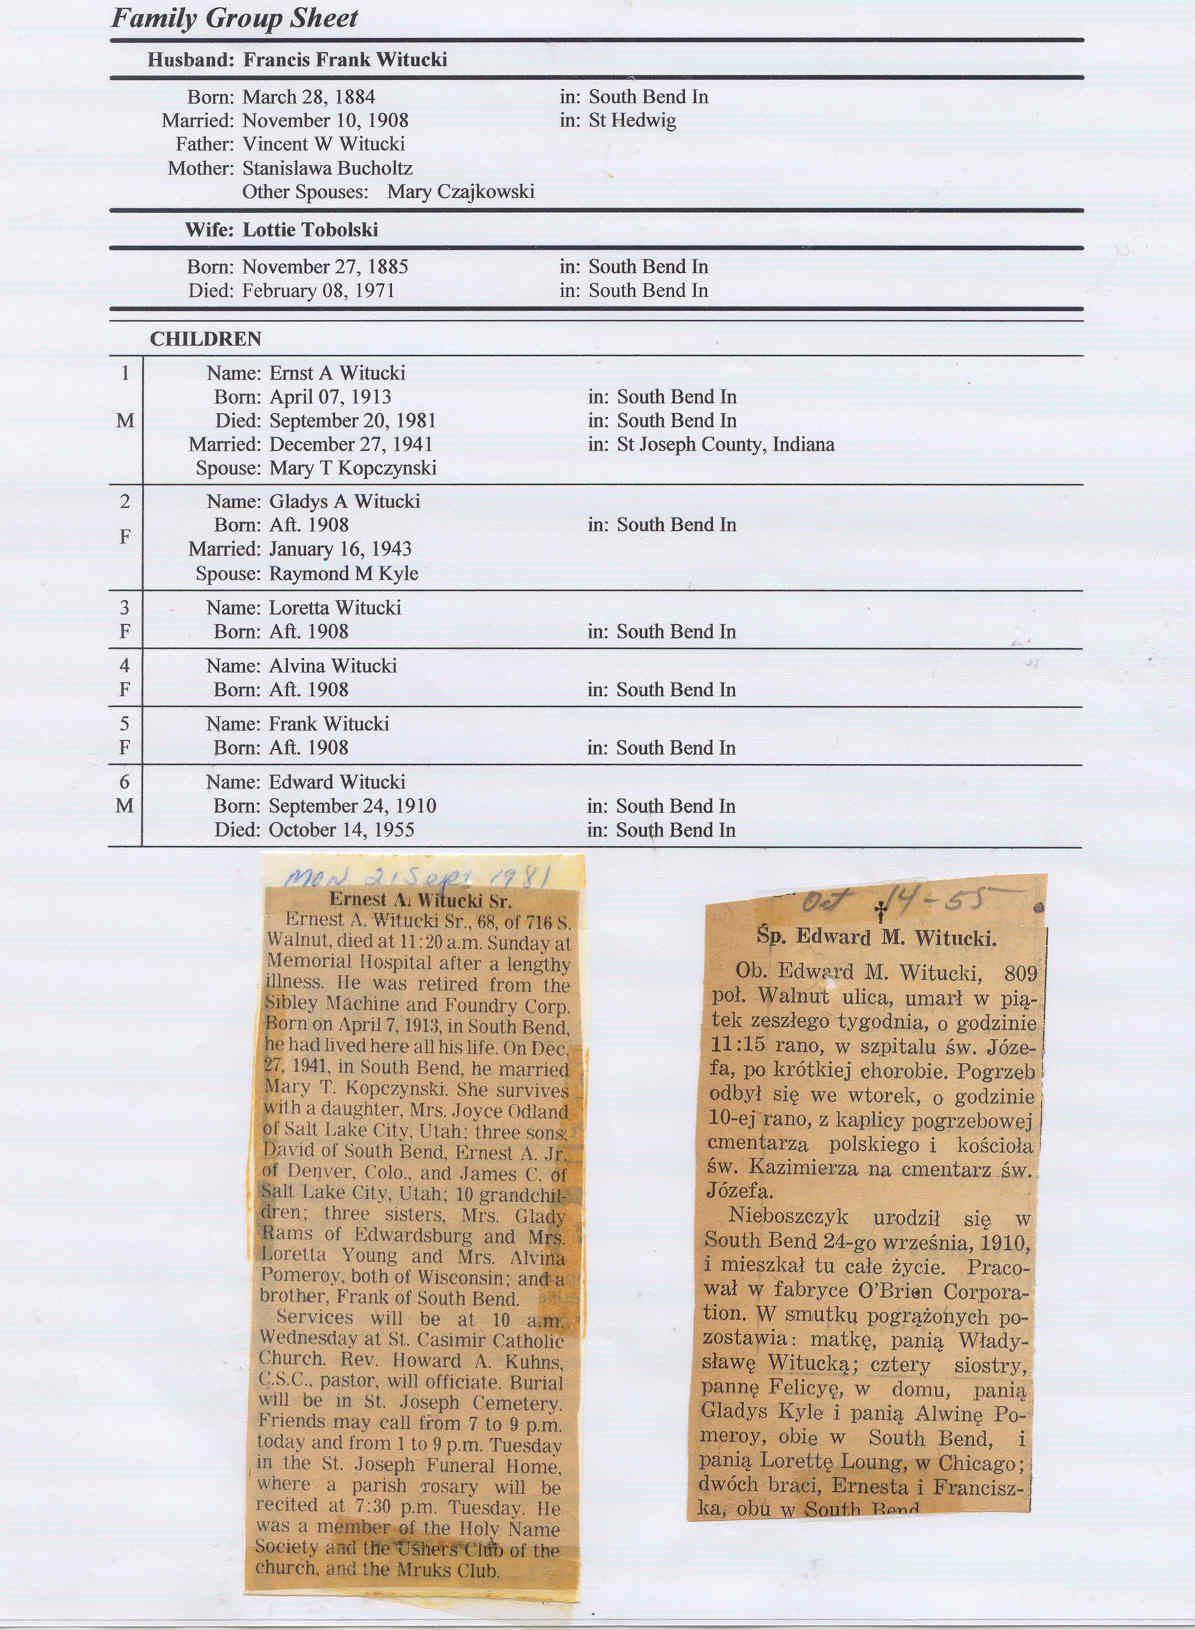 Family Group Sheet
Husband: Francis Frank Witucki
Born: March 28, 1884 in: South Bend In
Married: November 10, 1908 in: St Hedwig
Father: Vincent W Witucki
Mother: Stanislawa Bucholtz
Other Spouses: Mary Czajkowski
Wife: Lottie Tobolski
Born: November 27, 1885 in: South Bend In
Died: February 08, 1971 in: South Bend In
CHILDREN
1 Name: Ernst A Witucki
Born: April 07, 1913 in: South Bend In
M Died: September 20, 1981 in: South Bend In
Married: December 27, 1941 in: St Joseph County, Indiana
Spouse: Mary T Kopczynski
2 Name: Gladys A Witucki
Born: Aft. 1908 in: South Bend In
F
Married: January 16, 1943
Spouse: Raymond M Kyle
3 Name: Loretta Witucki
F Born: Aft. 1908 in: South Bend In
4 Name: Alvina Witucki
F Born: Aft. 1908 in: South Bend In
5 Name: Frank Witucki
F Born: Aft. 1908 in: South Bend In
6 Name: Edward Witucki
M Born: September 24, 1910 in: South Bend In
Died: October 14, 1955 in: South Bend In
MON 21 Sept 1981
Ernest A. Witucki Sr.
Ernest A. Witucki Sr., 68, of 716 S.
Walnut, died at 11:20 a.m. Sunday at
Memorial Hospital after a lengthy
illness. He was retired from the
Sibley Machine and Foundry Corp.
Born on April 7, 1913, in South Bend,
he had lived here all his life. On Dec.
27, 1941, in South Bend, he married
Mary T. Kopczynski. She survives
with a daughter, Mrs. Joyce Odland
of Salt Lake City, Utah; three sons,
David of South Bend, Ernest A. Jr.
of Denver, Colo., and James C. of
Salt Lake City, Utah; 10 grandchil-
dren; three sisters, Mrs. Glady
Rams of Edwardsburg and Mrs.
Loretta Young and Mrs. Alvina
Pomeroy, both of Wisconsin; and a
brother, Frank of South Bend.
Services will be at 10 a.m.
Wednesday at St. Casimir Catholic
Church. Rev. Howard A. Kuhns,
C.S.C., pastor, will officiate. Burial
will be in St. Joseph Cemetery.
Friends may call from 7 to 9 p.m.
today and from 1 to 9 p.m. Tuesday
in the St. Joseph Funeral Home,
where a parish rosary will be
recited at 7:30 p.m. Tuesday. He
was a member of the Holy Name
Society and the Ushers Club of the
church, and the Mruks Club.
Oct 14-55
Śp. Edward M. Witucki.
Ob. Edward M. Witucki, 809
poł. Walnut ulica, umarł w pią-
tek zeszłego tygodnia, o godzinie
11:15 rano, w szpitalu św. Józe-
fa, po krótkiej chorobie. Pogrzeb
odbył się we wtorek, o godzinie
10-ej rano, z kaplicy pogrzebowej
cmentarza polskiego i kościoła
św. Kazimierza na cmentarz św.
Józefa.
Nieboszczyk urodził się w
South Bend 24-go września, 1910,
i mieszkał tu całe życie. Praco-
wał w fabryce O'Brien Corpora-
tion. W smutku pogrążonych po-
zostawia: matkę, panią Włady-
sławę Witucką; cztery siostry,
pannę Felicyę, w domu, panią
Gladys Kyle i panią Alwinę Po-
meroy, obie w South Bend, i
panią Lorettę Loung, w Chicago;
dwóch braci, Ernesta i Francisz-
ka, obu w South Bend